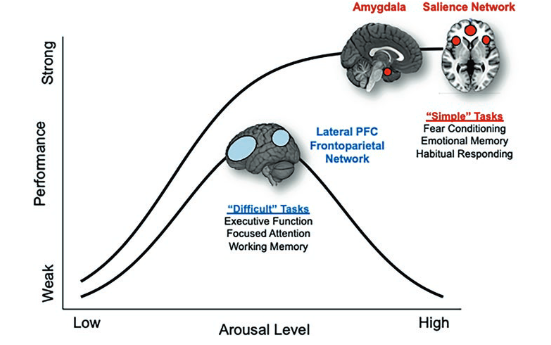 Amygdala
Salience Network
Strong
Performance
Weak
"Simple" Tasks
Fear Conditioning
Emotional Memory
Habitual Responding
Lateral PFC
Frontoparietal
Network
"Difficult" Tasks
Executive Function
Focused Attention
Working Memory
Low
Arousal Level
High